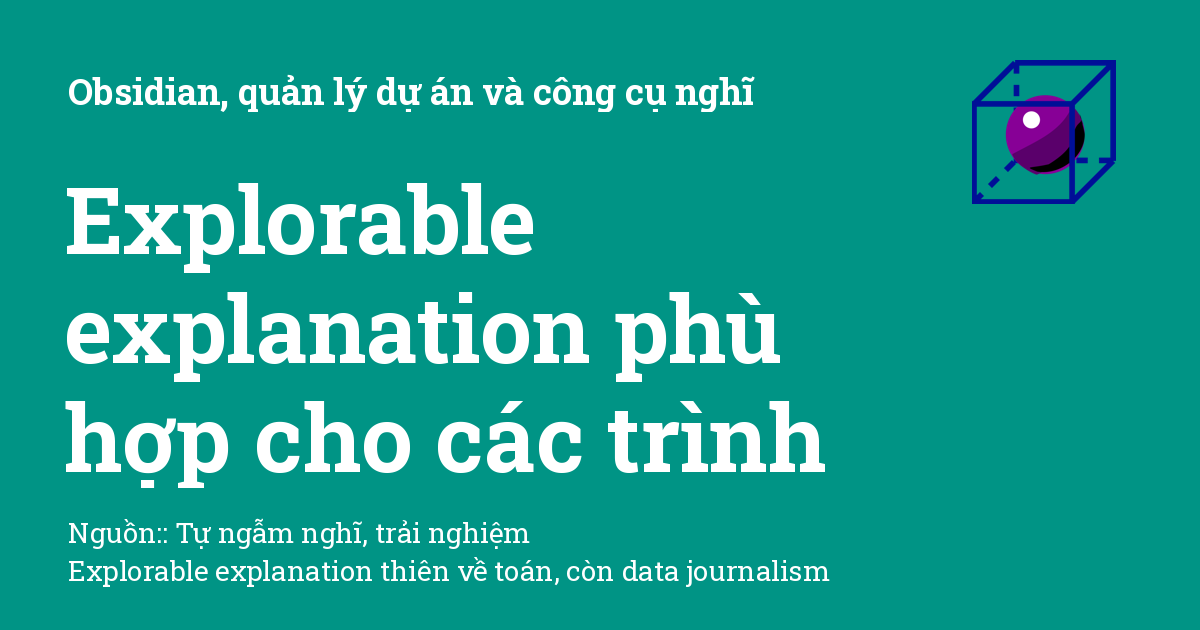 Obsidian, quản lý dự án và công cụ nghĩ
Explorable
explanation phù
hợp cho các trình
Nguồn:: Tự ngẫm nghĩ, trải nghiệm
Explorable explanation thiên về toán, còn data journalism